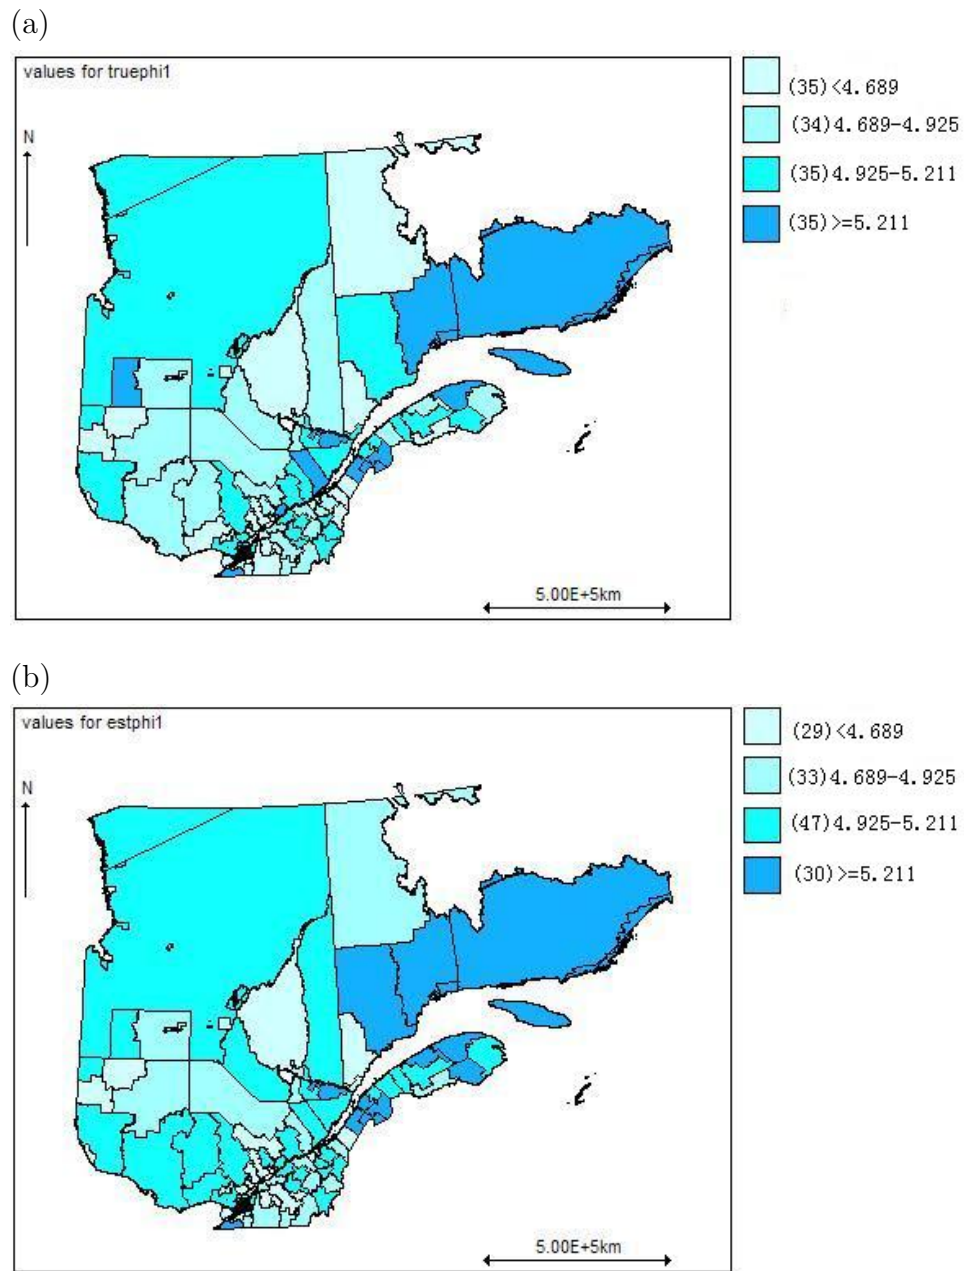 (a)
values for truephi1
N
(35)<4.689
(34)4.689-4.925
(35)4.925-5.211
(35)>=5.211
5.00E+5km
(b)
values for estphi1
N
(29)<4.689
(33)4.689-4.925
(47)4.925-5.211
(30)>=5.211
5.00E+5km